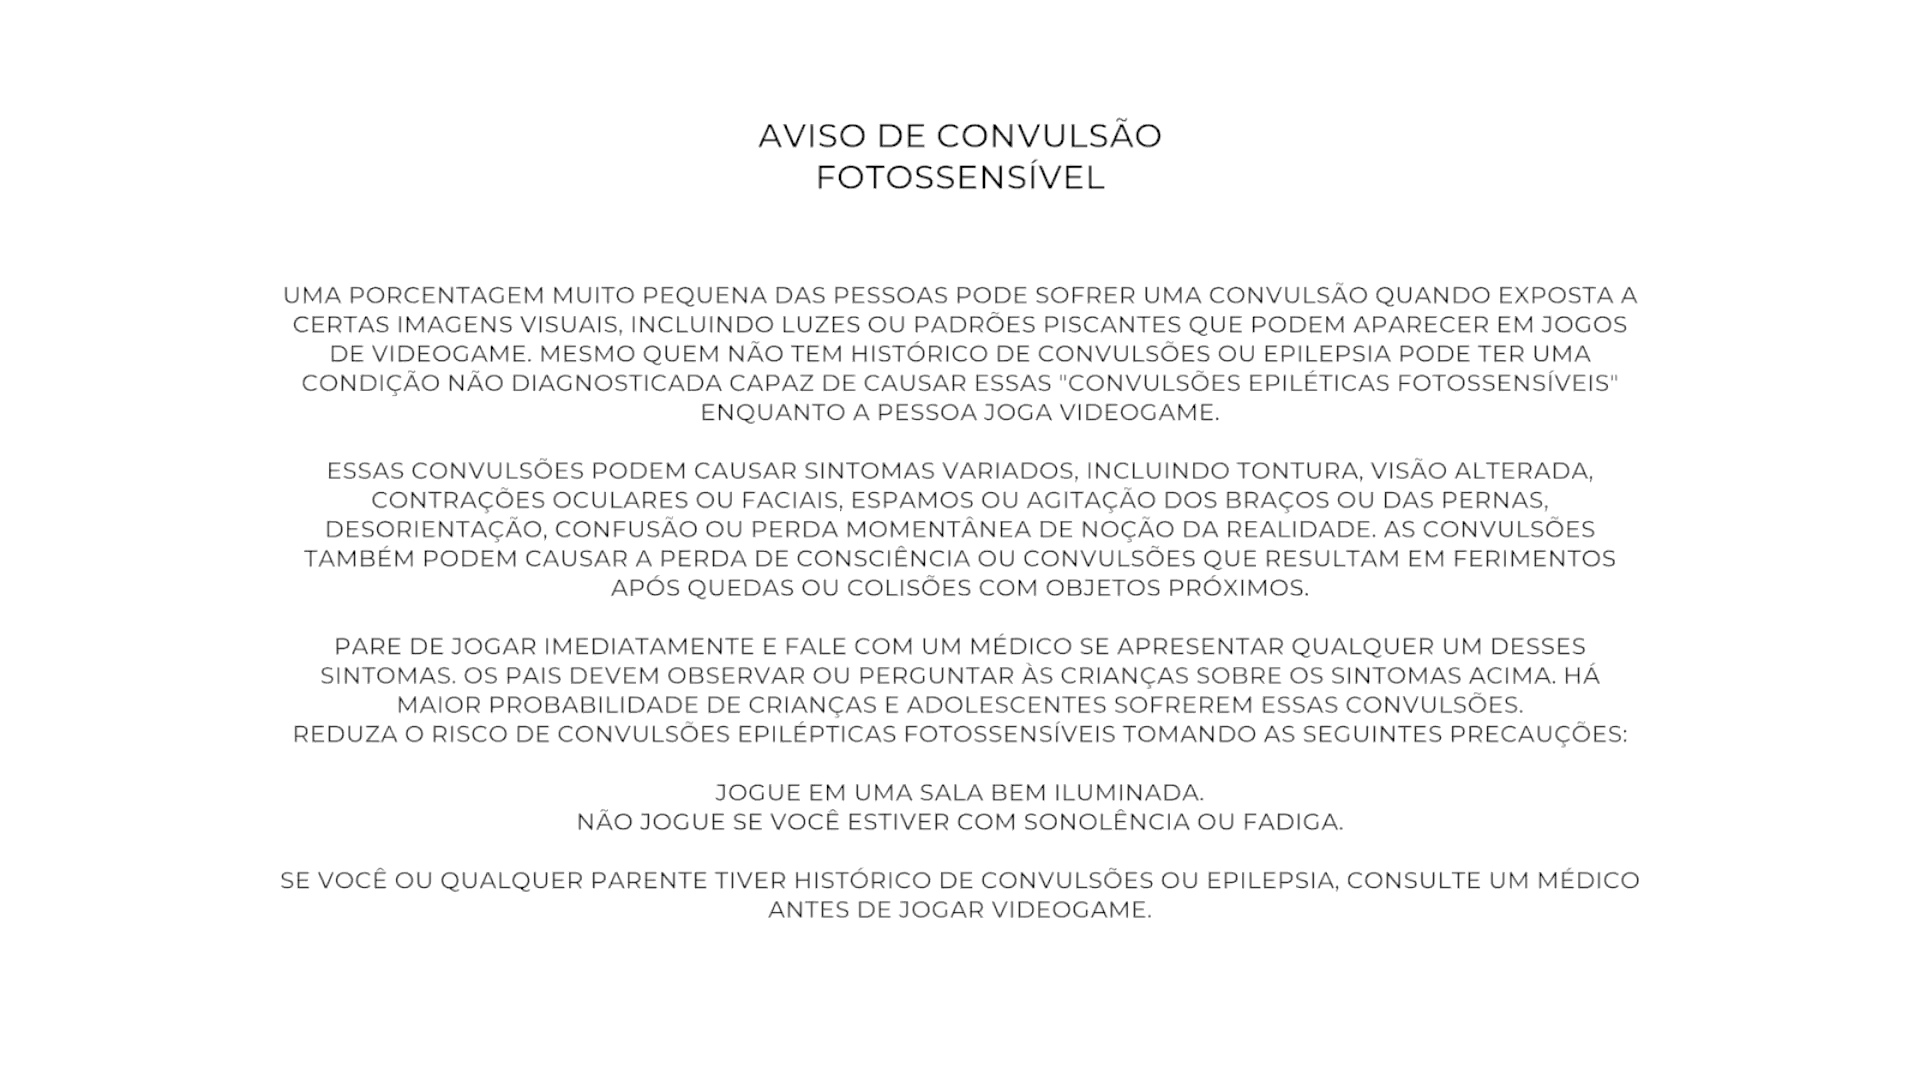 AVISO DE CONVULSÃO
FOTOSSENSÍVEL
UMA PORCENTAGEM MUITO PEQUENA DAS PESSOAS PODE SOFRER UMA CONVULSÃO QUANDO EXPOSTA A
CERTAS IMAGENS VISUAIS, INCLUINDO LUZES OU PADRÕES PISCANTES QUE PODEM APARECER EM JOGOS
DE VIDEOGAME. MESMO QUEM NÃO TEM HISTÓRICO DE CONVULSÕES OU EPILEPSIA PODE TER UMA
CONDIÇÃO NÃO DIAGNOSTICADA CAPAZ DE CAUSAR ESSAS "CONVULSÕES EPILÉTICAS FOTOSSENSÍVEIS"
ENQUANTO A PESSOA JOGA VIDEOGAME.
ESSAS CONVULSÕES PODEM CAUSAR SINTOMAS VARIADOS, INCLUINDO TONTURA, VISÃO ALTERADA,
CONTRAÇÕES OCULARES OU FACIAIS, ESPAMOS OU AGITAÇÃO DOS BRAÇOS OU DAS PERNAS,
DESORIENTAÇÃO, CONFUSÃO OU PERDA MOMENTÂNEA DE NOÇÃO DA REALIDADE. AS CONVULSÕES
TAMBÉM PODEM CAUSAR A PERDA DE CONSCIÊNCIA OU CONVULSÕES QUE RESULTAM EM FERIMENTOS
APÓS QUEDAS OU COLISÕES COM OBJETOS PRÓXIMOS.
PARE DE JOGAR IMEDIATAMENTE E FALE COM UM MÉDICO SE APRESENTAR QUALQUER UM DESSES
SINTOMAS. OS PAIS DEVEM OBSERVAR OU PERGUNTAR ÀS CRIANÇAS SOBRE OS SINTOMAS ACIMA. HÁ
MAIOR PROBABILIDADE DE CRIANÇAS E ADOLESCENTES SOFREREM ESSAS CONVULSÕES.
REDUZA O RISCO DE CONVULSÕES EPILÉPTICAS FOTOSSENSÍVEIS TOMANDO AS SEGUINTES PRECAUÇÕES:
JOGUE EM UMA SALA BEM ILUMINADA.
NÃO JOGUE SE VOCÊ ESTIVER COM SONOLÊNCIA OU FADIGA.
SE VOCÊ OU QUALQUER PARENTE TIVER HISTÓRICO DE CONVULSÕES OU EPILEPSIA, CONSULTE UM MÉDICO
ANTES DE JOGAR VIDEOGAME.